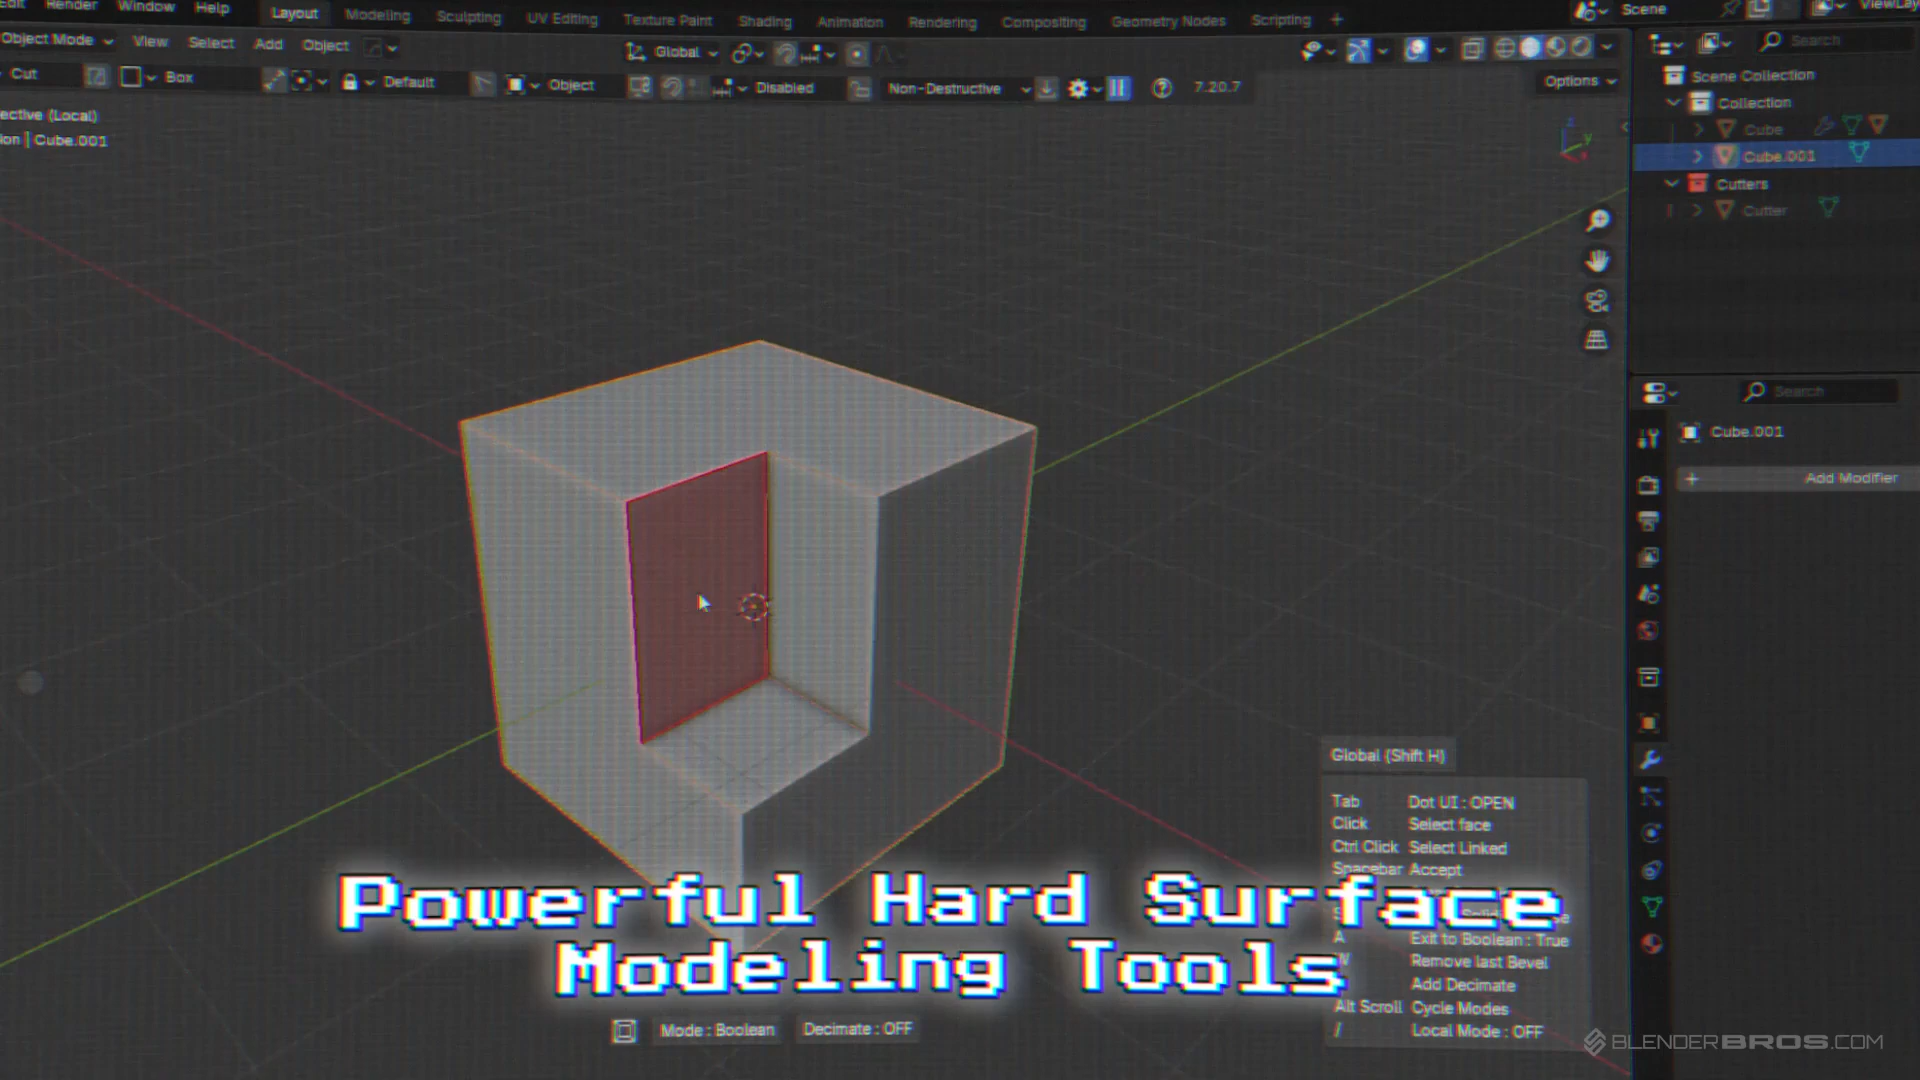 Edit Render Window Help Layout Modeling Sculpting UV Editing Texture Paint Shading Animation Rendering Compositing Geometry Nodes Scripting + Scene ViewLay
Object Mode View Select Add Object Global Search
Cut Box Default Object Disabled Non-Destructive 7.20.7 Options
ective (Local)
ion | Cube.001
Scene Collection
Collection
Cube
Cube.001
Cutters
Cutter
Search
Cube.001
+ Add Modifier
Global (Shift H)
Tab Dot UI : OPEN
Click Select face
Ctrl Click Select Linked
Spacebar Accept
A Exit to Boolean : True
Remove last Bevel
Add Decimate
Alt Scroll Cycle Modes
/ Local Mode : OFF
Powerful Hard Surface
Modeling Tools
Mode : Boolean Decimate : OFF
BLENDERBROS.COM